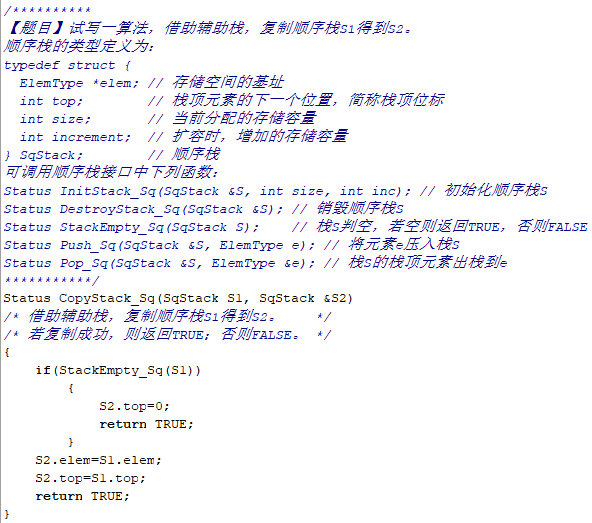 /**********
【题目】试写一算法，借助辅助栈，复制顺序栈S1得到S2。
顺序栈的类型定义为：
typedef struct {
  ElemType *elem; // 存储空间的基址
  int top;        // 栈顶元素的下一个位置，简称栈顶位标
  int size;       // 当前分配的存储容量
  int increment;  // 扩容时，增加的存储容量
} SqStack;        // 顺序栈
可调用顺序栈接口中下列函数：
Status InitStack_Sq(SqStack &S, int size, int inc); // 初始化顺序栈S
Status DestroyStack_Sq(SqStack &S); // 销毁顺序栈S
Status StackEmpty_Sq(SqStack S);    // 栈S判空，若空则返回TRUE，否则FALSE
Status Push_Sq(SqStack &S, ElemType e); // 将元素e压入栈S
Status Pop_Sq(SqStack &S, ElemType &e); // 栈S的栈顶元素出栈到e
***********/
Status CopyStack_Sq(SqStack S1, SqStack &S2)
/* 借助辅助栈，复制顺序栈S1得到S2。     */
/* 若复制成功，则返回TRUE；否则FALSE。  */
{
    if(StackEmpty_Sq(S1))
        {
            S2.top=0;
            return TRUE;
        }
    S2.elem=S1.elem;
    S2.top=S1.top;
    return TRUE;
}